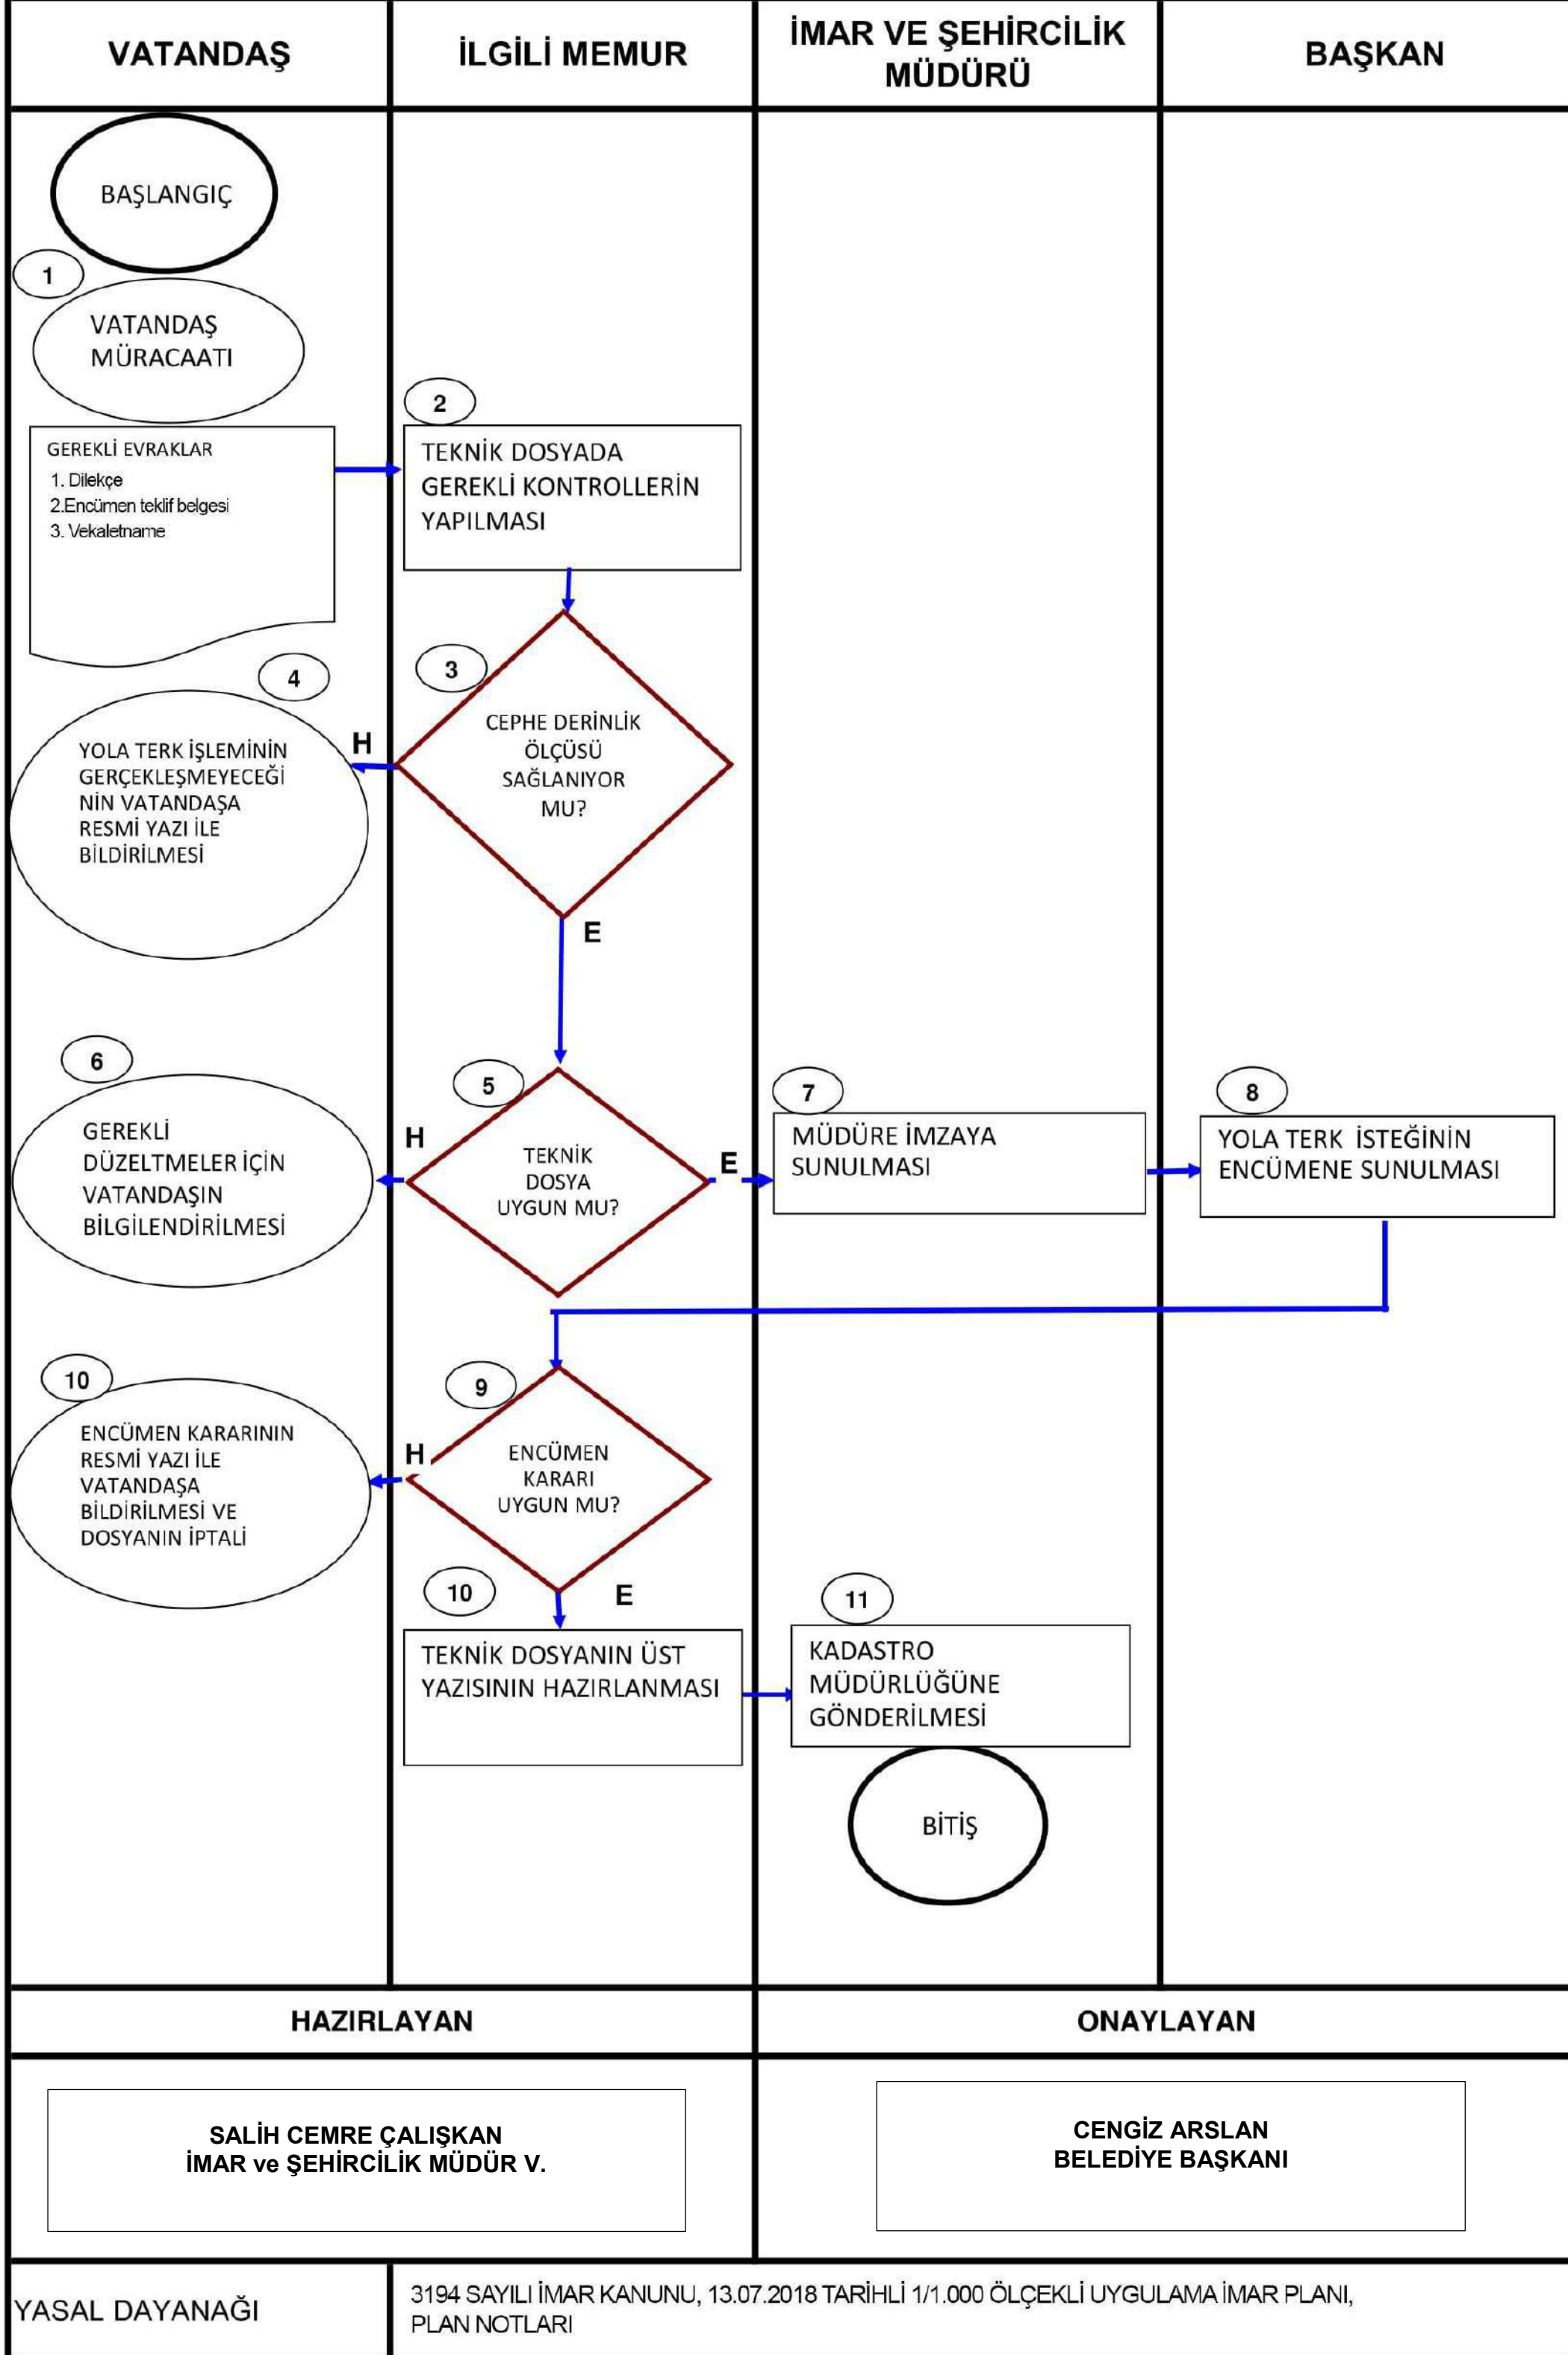 VATANDAŞ
İLGİLİ MEMUR
İMAR VE ŞEHİRCİLİK
MÜDÜRÜ
BAŞKAN
BAŞLANGIÇ
1
VATANDAŞ
MÜRACAATI
GEREKLİ EVRAKLAR
1. Dilekçe
2.Encümen teklif belgesi
3. Vekaletname
2
TEKNİK DOSYADA
GEREKLİ KONTROLLERİN
YAPILMASI
3
CEPHE DERİNLİK
ÖLÇÜSÜ
SAĞLANIYOR
MU?
H
4
YOLA TERK İŞLEMİNİN
GERÇEKLEŞMEYECEĞİ
NİN VATANDAŞA
RESMİ YAZI İLE
BİLDİRİLMESİ
E
5
TEKNİK
DOSYA
UYGUN MU?
H
6
GEREKLİ
DÜZELTMELER İÇİN
VATANDAŞIN
BİLGİLENDİRİLMESİ
E
7
MÜDÜRE İMZAYA
SUNULMASI
8
YOLA TERK İSTEĞİNİN
ENCÜMENE SUNULMASI
9
ENCÜMEN
KARARI
UYGUN MU?
H
10
ENCÜMEN KARARININ
RESMİ YAZI İLE
VATANDAŞA
BİLDİRİLMESİ VE
DOSYANIN İPTALİ
E
10
TEKNİK DOSYANIN ÜST
YAZISININ HAZIRLANMASI
11
KADASTRO
MÜDÜRLÜĞÜNE
GÖNDERİLMESİ
BİTİŞ
HAZIRLAYAN
ONAYLAYAN
SALİH CEMRE ÇALIŞKAN
İMAR ve ŞEHİRCİLİK MÜDÜR V.
CENGİZ ARSLAN
BELEDİYE BAŞKANI
YASAL DAYANAĞI
3194 SAYILI İMAR KANUNU, 13.07.2018 TARİHLİ 1/1.000 ÖLÇEKLİ UYGULAMA İMAR PLANI,
PLAN NOTLARI